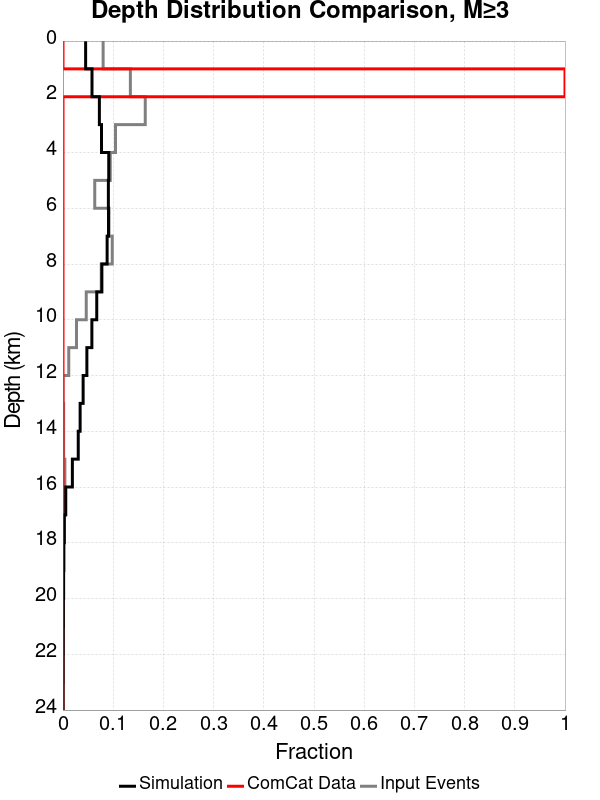 Depth Distribution Comparison, M≥3
0
2
4
6
8
10
12
14
16
18
20
22
24
Depth (km)
0 0.1 0.2 0.3 0.4 0.5 0.6 0.7 0.8 0.9 1
Fraction
Simulation ComCat Data Input Events